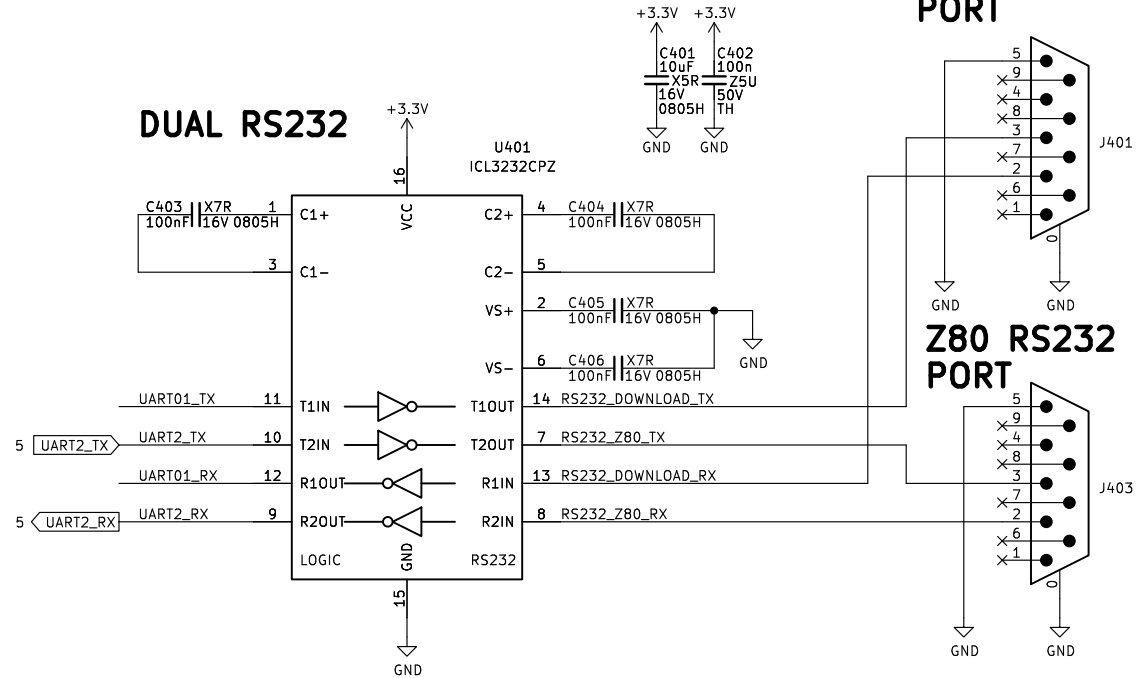 PORT
+3.3V +3.3V
C401 C402
10uF 100n
X5R Z5U
16V 50V
0805H TH
GND GND
DUAL RS232
+3.3V
U401
ICL3232CPZ
16
VCC
C403 X7R 1 C1+
100nF 16V 0805H
3 C1-
C2+ 4 C404 X7R
100nF 16V 0805H
C2- 5
VS+ 2 C405 X7R
100nF 16V 0805H
GND
VS- 6 C406 X7R
100nF 16V 0805H
UART01_TX 11 T1IN T1OUT 14 RS232_DOWNLOAD_TX
5 UART2_TX UART2_TX 10 T2IN T2OUT 7 RS232_Z80_TX
UART01_RX 12 R1OUT R1IN 13 RS232_DOWNLOAD_RX
5 UART2_RX UART2_RX 9 R2OUT R2IN 8 RS232_Z80_RX
LOGIC GND RS232
15
GND
5
9
4
8
3
J401
7
2
6
1
0
GND GND
Z80 RS232
PORT
5
9
4
8
3
J403
7
2
6
1
0
GND GND